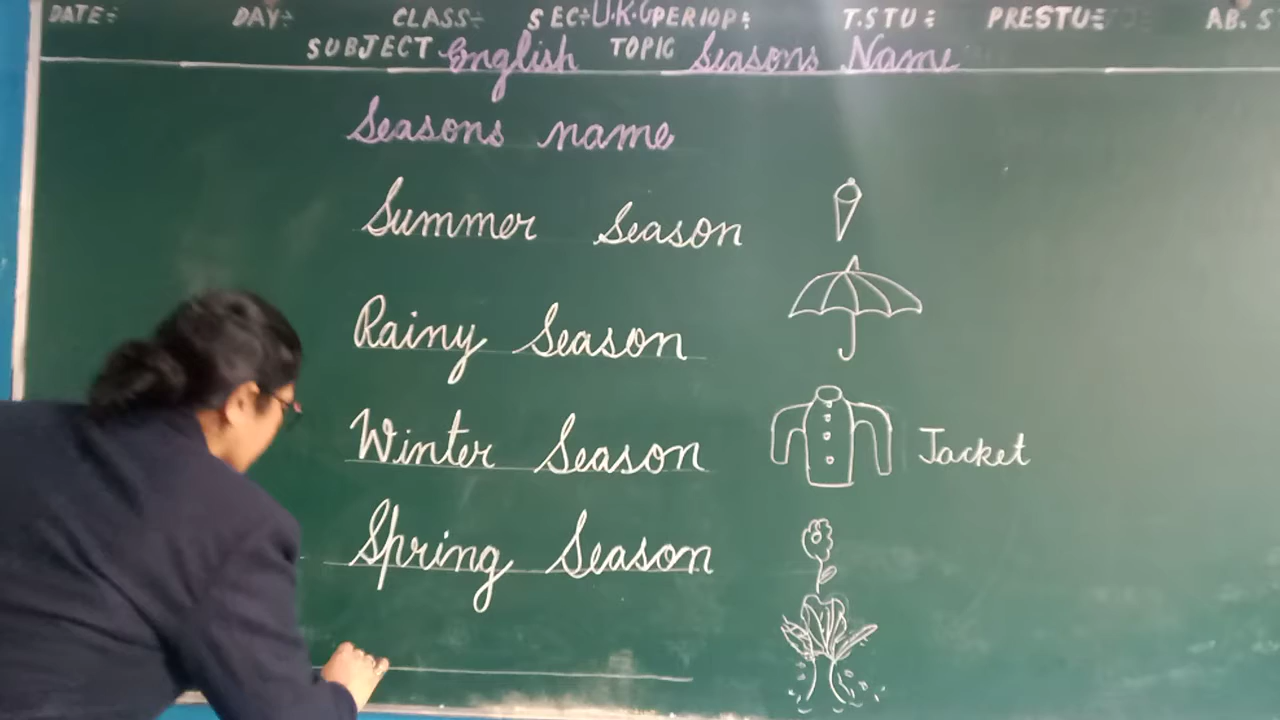 DATE:- DAY:- CLASS:- SEC:- U.K.G PERIOP: T.STU: PRESTU: AB. S
SUBJECT English TOPIC Seasons Name
Seasons name
Summer Season
Rainy Season
Winter Season Jacket
Spring Season